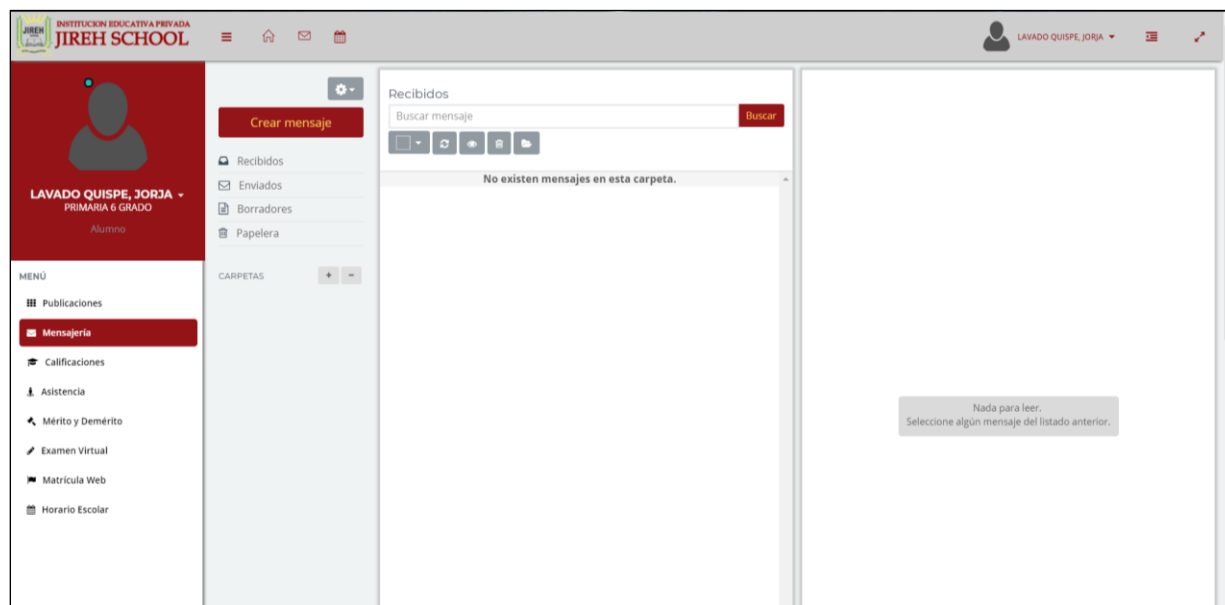 JIREH
INSTITUCION EDUCATIVA PRIVADA
JIREH SCHOOL
LAVADO QUISPE, JORJA
LAVADO QUISPE, JORJA
PRIMARIA 6 GRADO
Alumno
MENÚ
Publicaciones
Mensajería
Calificaciones
Asistencia
Mérito y Demérito
Examen Virtual
Matrícula Web
Horario Escolar
Crear mensaje
Recibidos
Enviados
Borradores
Papelera
CARPETAS
+ −
Recibidos
Buscar mensaje
Buscar
No existen mensajes en esta carpeta.
Nada para leer.
Seleccione algún mensaje del listado anterior.